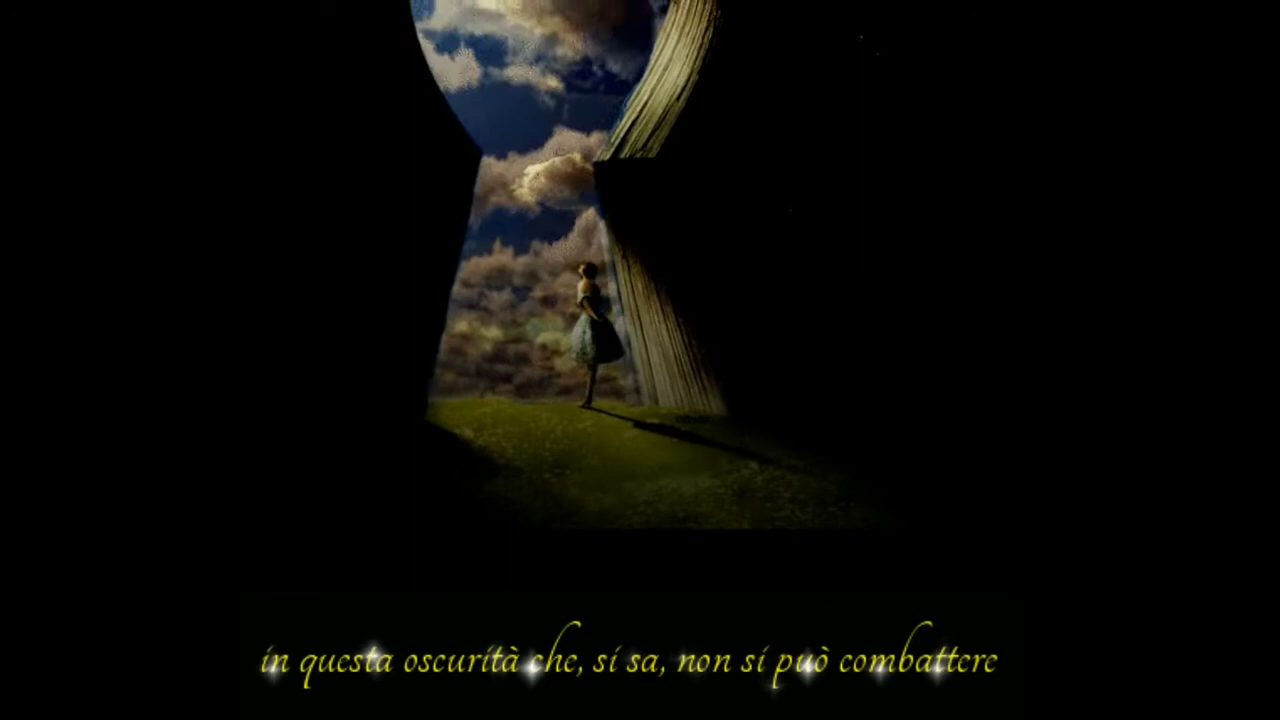 in questa oscurità che, si sa, non si può combattere